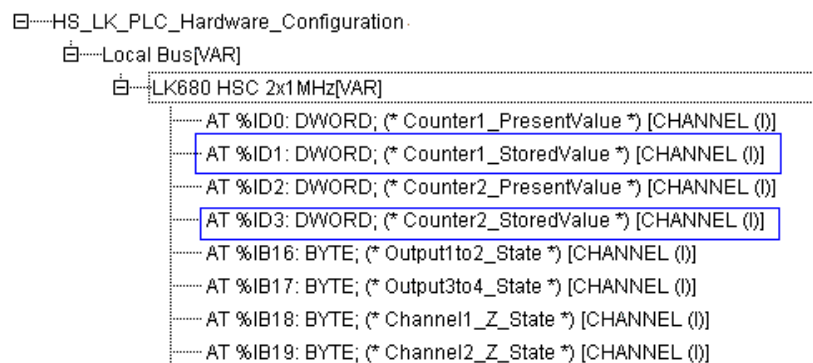 HS_LK_PLC_Hardware_Configuration
Local Bus[VAR]
LK680 HSC 2x1MHz[VAR]
AT %ID0: DWORD; (* Counter1_PresentValue *) [CHANNEL (I)]
AT %ID1: DWORD; (* Counter1_StoredValue *) [CHANNEL (I)]
AT %ID2: DWORD; (* Counter2_PresentValue *) [CHANNEL (I)]
AT %ID3: DWORD; (* Counter2_StoredValue *) [CHANNEL (I)]
AT %IB16: BYTE; (* Output1to2_State *) [CHANNEL (I)]
AT %IB17: BYTE; (* Output3to4_State *) [CHANNEL (I)]
AT %IB18: BYTE; (* Channel1_Z_State *) [CHANNEL (I)]
AT %IB19: BYTE; (* Channel2_Z_State *) [CHANNEL (I)]